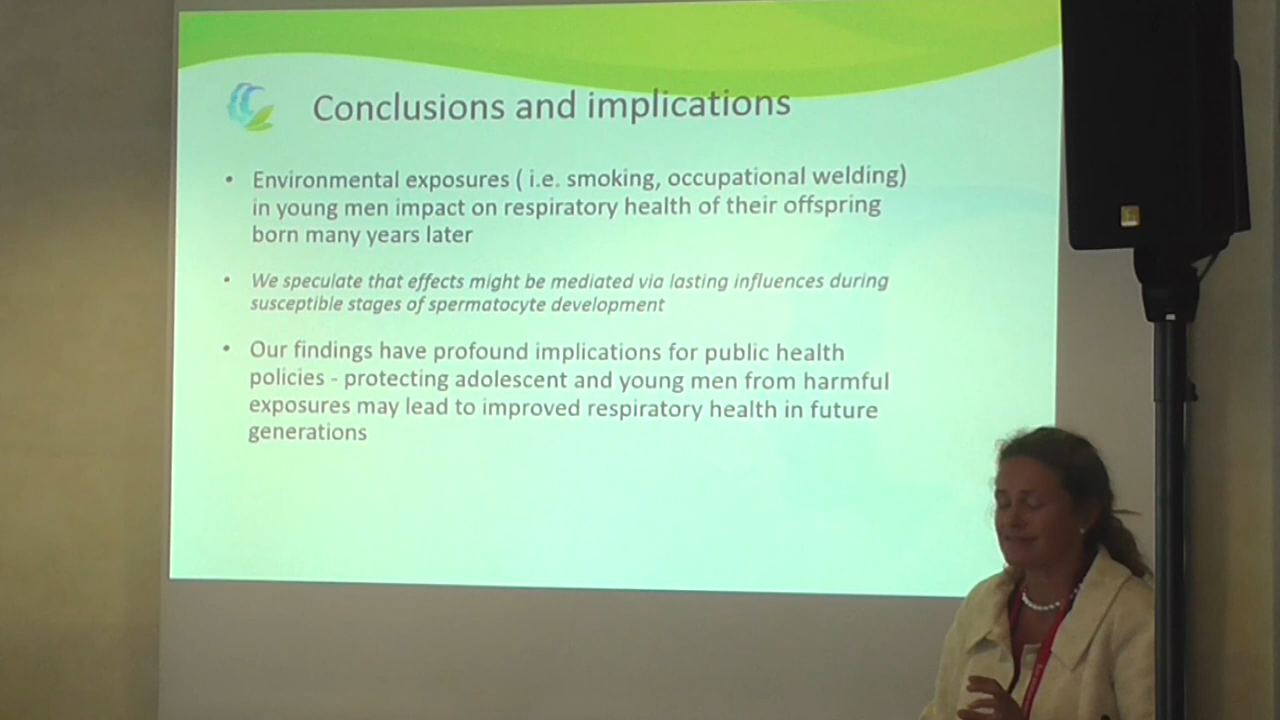 Conclusions and implications
• Environmental exposures ( i.e. smoking, occupational welding)
in young men impact on respiratory health of their offspring
born many years later
• We speculate that effects might be mediated via lasting influences during
susceptible stages of spermatocyte development
• Our findings have profound implications for public health
policies - protecting adolescent and young men from harmful
exposures may lead to improved respiratory health in future
generations